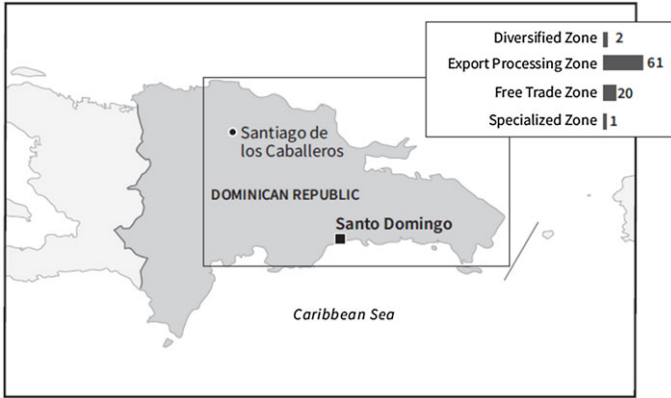 Diversified Zone 2
Export Processing Zone 61
Free Trade Zone 20
Specialized Zone 1
Santiago de
los Caballeros
DOMINICAN REPUBLIC
Santo Domingo
Caribbean Sea